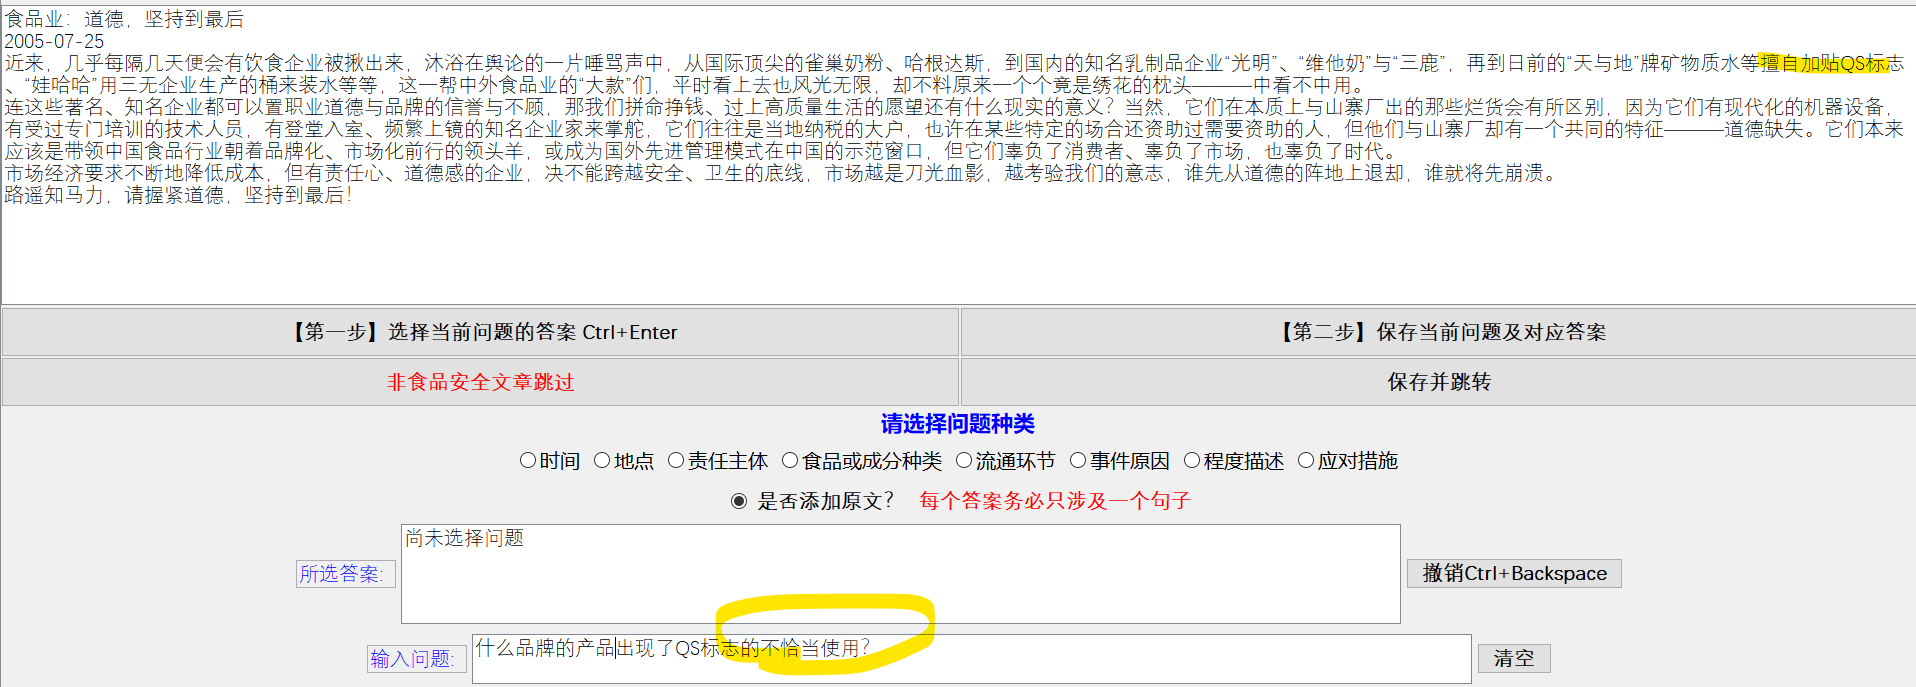 食品业：道德，坚持到最后
2005-07-25
近来，几乎每隔几天便会有饮食企业被揪出来，沐浴在舆论的一片唾骂声中，从国际顶尖的雀巢奶粉、哈根达斯，到国内的知名乳制品企业“光明”、“维他奶”与“三鹿”，再到日前的“天与地”牌矿物质水等擅自加贴QS标志
、“娃哈哈”用三无企业生产的桶来装水等等，这一帮中外食品业的“大款”们，平时看上去也风光无限，却不料原来一个个竟是绣花的枕头———中看不中用。
连这些著名、知名企业都可以置职业道德与品牌的信誉与不顾，那我们拼命挣钱、过上高质量生活的愿望还有什么现实的意义？当然，它们在本质上与山寨厂出的那些烂货会有所区别，因为它们有现代化的机器设备，
有受过专门培训的技术人员，有登堂入室、频繁上镜的知名企业家来掌舵，它们往往是当地纳税的大户，也许在某些特定的场合还资助过需要资助的人，但他们与山寨厂却有一个共同的特征———道德缺失。它们本来
应该是带领中国食品行业朝着品牌化、市场化前行的领头羊，或成为国外先进管理模式在中国的示范窗口，但它们辜负了消费者、辜负了市场，也辜负了时代。
市场经济要求不断地降低成本，但有责任心、道德感的企业，决不能跨越安全、卫生的底线，市场越是刀光血影，越考验我们的意志，谁先从道德的阵地上退却，谁就将先崩溃。
路遥知马力，请握紧道德，坚持到最后！
【第一步】选择当前问题的答案 Ctrl+Enter
【第二步】保存当前问题及对应答案
非食品安全文章跳过
保存并跳转
请选择问题种类
时间 地点 责任主体 食品或成分种类 流通环节 事件原因 程度描述 应对措施
是否添加原文？ 每个答案务必只涉及一个句子
所选答案:
尚未选择问题
撤销Ctrl+Backspace
输入问题:
什么品牌的产品出现了QS标志的不恰当使用？
清空